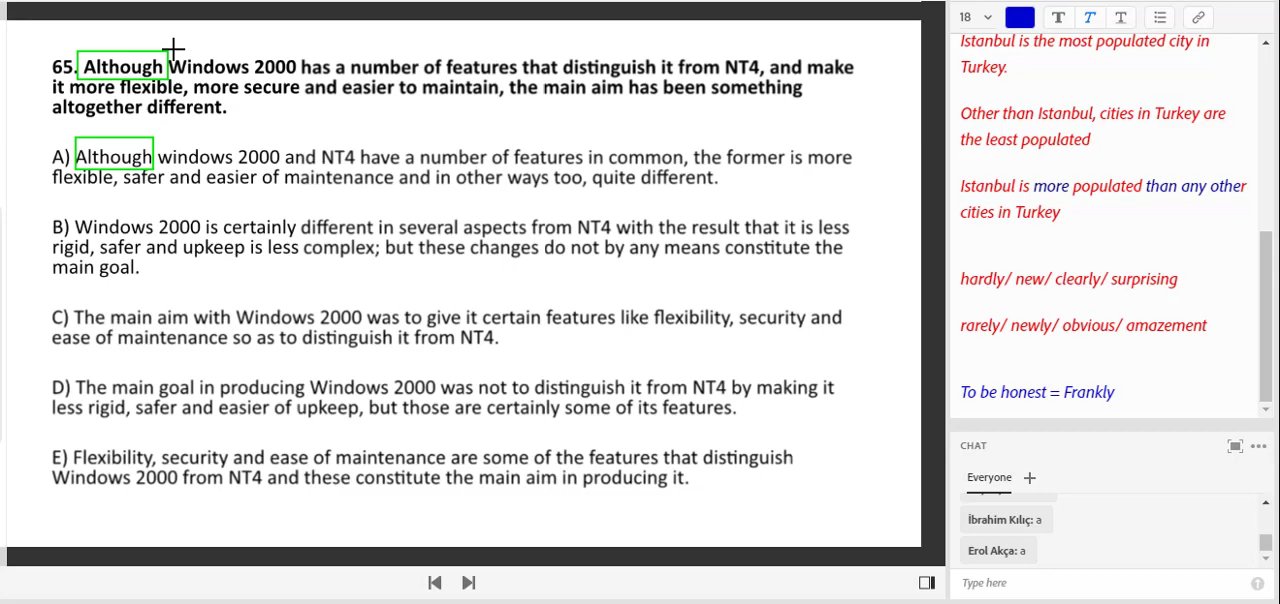 65. Although Windows 2000 has a number of features that distinguish it from NT4, and make
it more flexible, more secure and easier to maintain, the main aim has been something
altogether different.
A) Although windows 2000 and NT4 have a number of features in common, the former is more
flexible, safer and easier of maintenance and in other ways too, quite different.
B) Windows 2000 is certainly different in several aspects from NT4 with the result that it is less
rigid, safer and upkeep is less complex; but these changes do not by any means constitute the
main goal.
C) The main aim with Windows 2000 was to give it certain features like flexibility, security and
ease of maintenance so as to distinguish it from NT4.
D) The main goal in producing Windows 2000 was not to distinguish it from NT4 by making it
less rigid, safer and easier of upkeep, but those are certainly some of its features.
E) Flexibility, security and ease of maintenance are some of the features that distinguish
Windows 2000 from NT4 and these constitute the main aim in producing it.
18
T T T
Istanbul is the most populated city in
Turkey.
Other than Istanbul, cities in Turkey are
the least populated
Istanbul is more populated than any other
cities in Turkey
hardly/ new/ clearly/ surprising
rarely/ newly/ obvious/ amazement
To be honest = Frankly
CHAT
Everyone
İbrahim Kılıç: a
Erol Akça: a
Type here